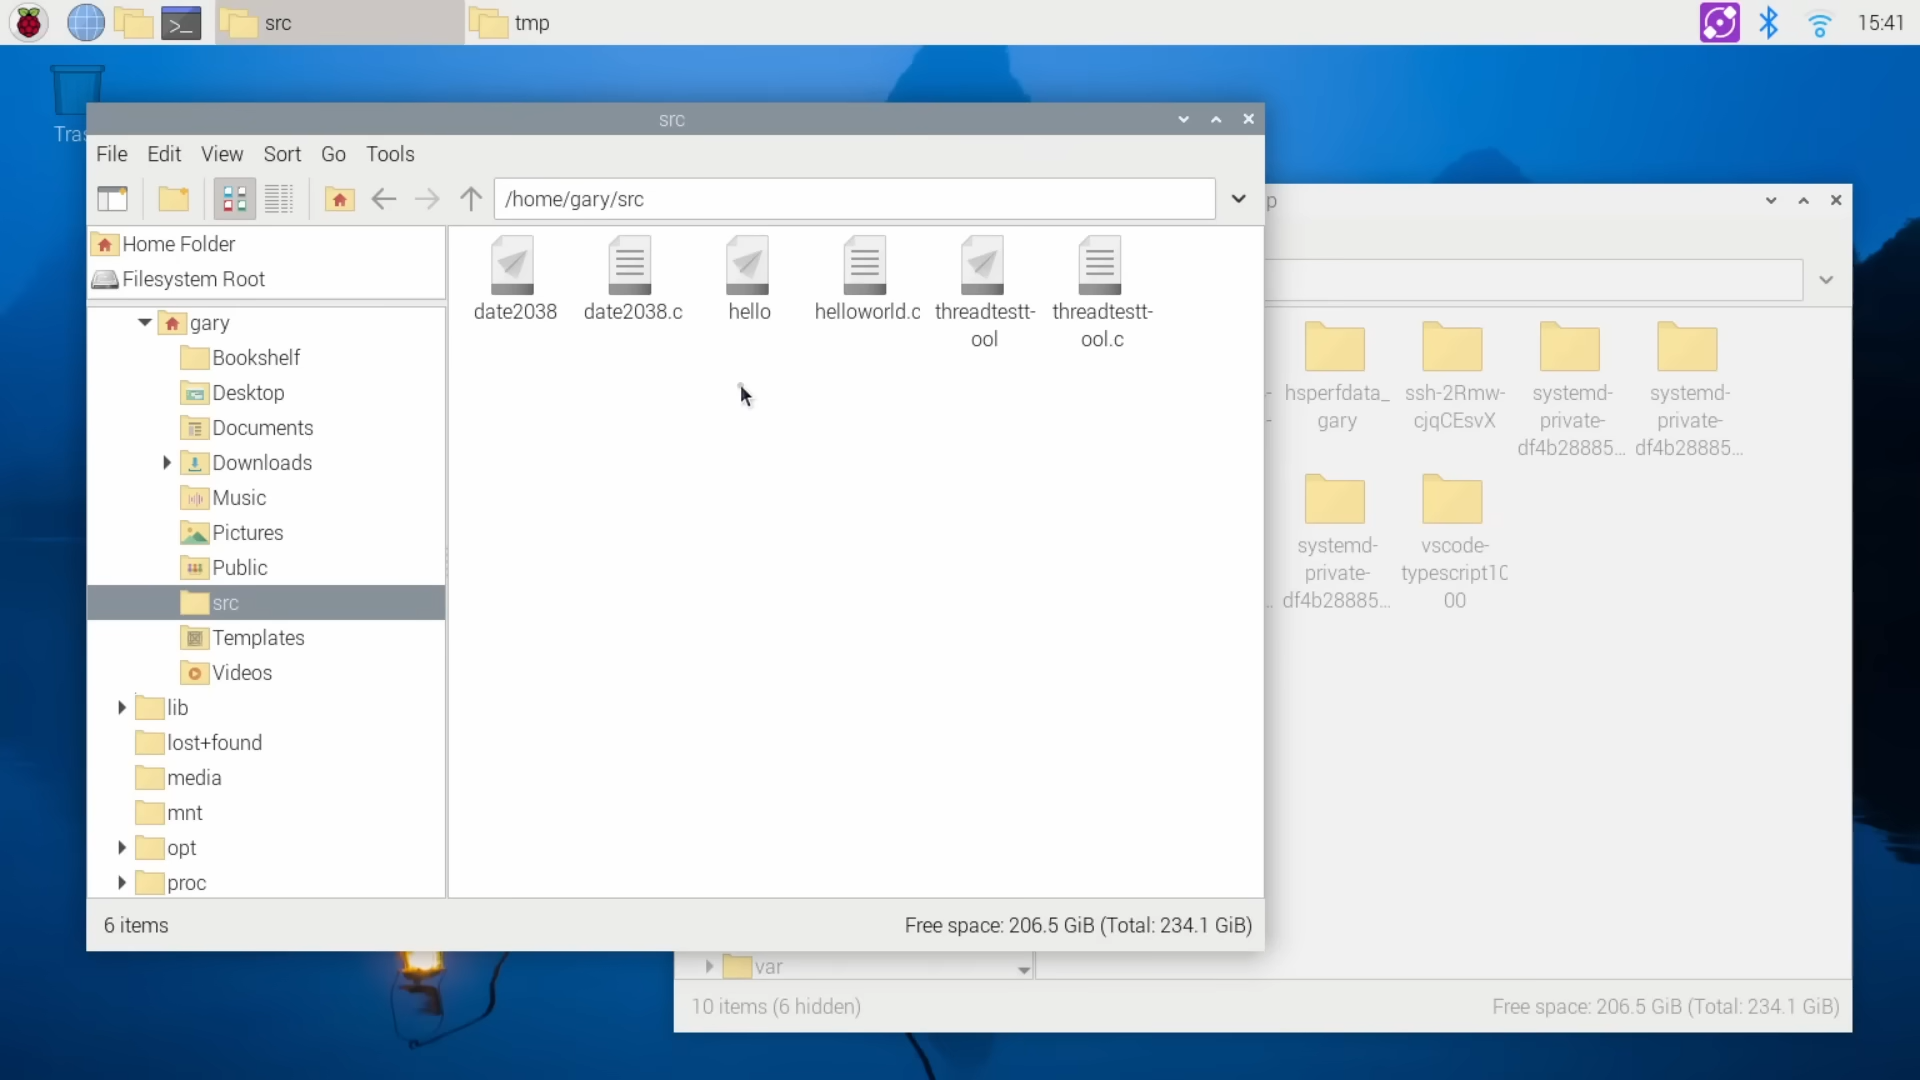 src
tmp
15:41
Tras
src
File Edit View Sort Go Tools
/home/gary/src
Home Folder
Filesystem Root
gary
Bookshelf
Desktop
Documents
Downloads
Music
Pictures
Public
src
Templates
Videos
lib
lost+found
media
mnt
opt
proc
date2038
date2038.c
hello
helloworld.c
threadtestt-
ool
threadtestt-
ool.c
6 items
Free space: 206.5 GiB (Total: 234.1 GiB)
p
hsperfdata_
gary
ssh-2Rmw-
cjqCEsvX
systemd-
private-
df4b28885...
systemd-
private-
df4b28885...
systemd-
private-
df4b28885...
vscode-
typescript10
00
var
10 items (6 hidden)
Free space: 206.5 GiB (Total: 234.1 GiB)